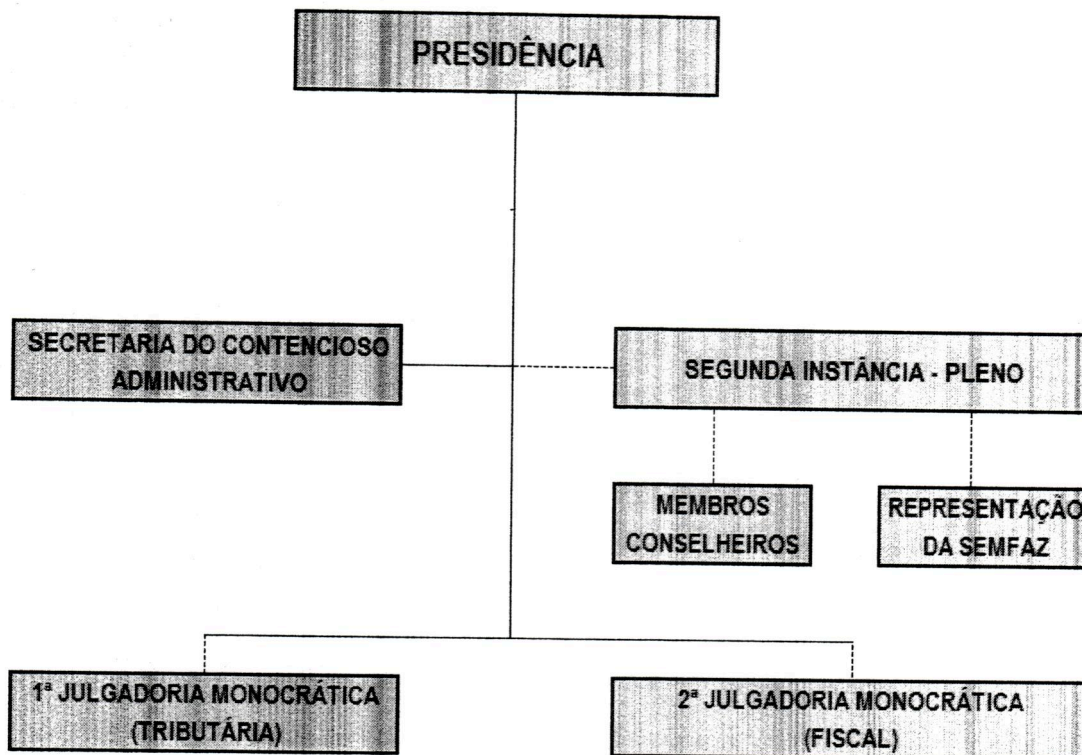 PRESIDÊNCIA
SECRETARIA DO CONTENCIOSO
ADMINISTRATIVO
SEGUNDA INSTÂNCIA - PLENO
MEMBROS
CONSELHEIROS
REPRESENTAÇÃO
DA SEMFAZ
1ª JULGADORIA MONOCRÁTICA
(TRIBUTÁRIA)
2ª JULGADORIA MONOCRÁTICA
(FISCAL)